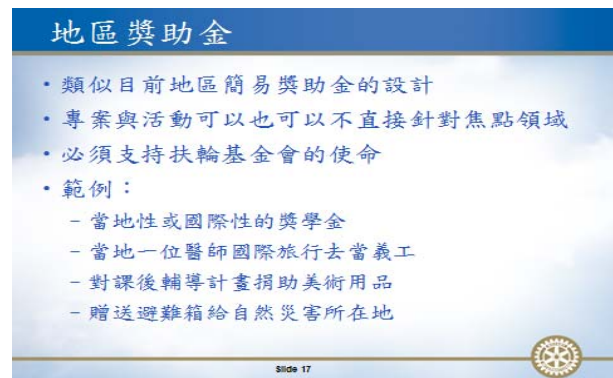 地區獎助金
•類似目前地區簡易獎助金的設計
•專案與活動可以也可以不直接針對焦點領域
•必須支持扶輪基金會的使命
•範例：
–當地性或國際性的獎學金
–當地一位醫師國際旅行去當義工
–對課後輔導計畫捐助美術用品
–贈送避難箱給自然災害所在地
Slide 17